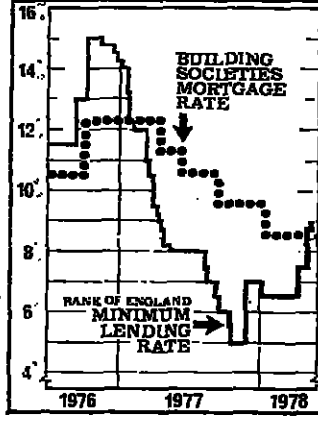 16%
14%
12%
10%
8%
6%
4%
BUILDING
SOCIETIES
MORTGAGE
RATE
BANK OF ENGLAND
MINIMUM
LENDING
RATE
1976 1977 1978